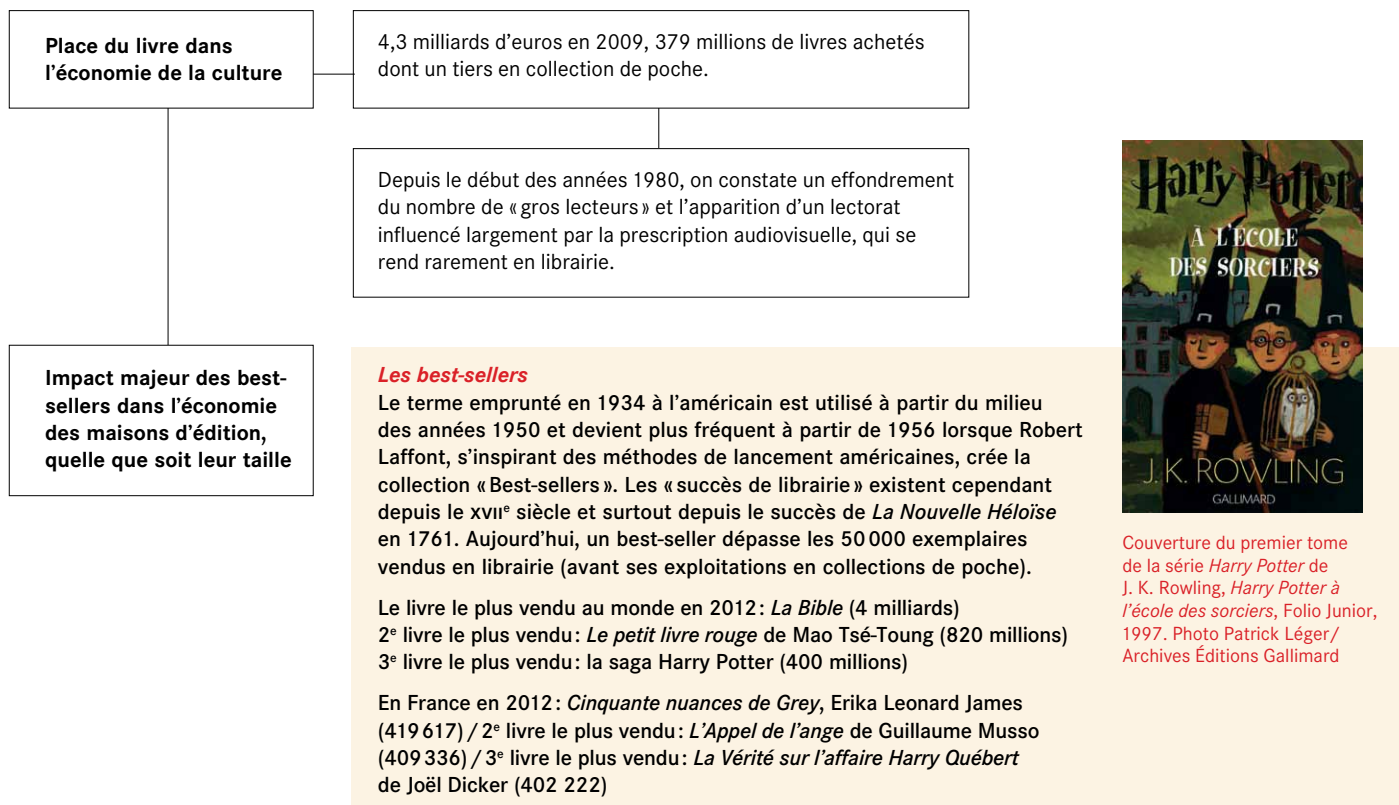 Place du livre dans
l'économie de la culture
4,3 milliards d'euros en 2009, 379 millions de livres achetés
dont un tiers en collection de poche.
Depuis le début des années 1980, on constate un effondrement
du nombre de « gros lecteurs » et l'apparition d'un lectorat
influencé largement par la prescription audiovisuelle, qui se
rend rarement en librairie.
Impact majeur des best-
sellers dans l'économie
des maisons d'édition,
quelle que soit leur taille
Les best-sellers
Le terme emprunté en 1934 à l'américain est utilisé à partir du milieu
des années 1950 et devient plus fréquent à partir de 1956 lorsque Robert
Laffont, s'inspirant des méthodes de lancement américaines, crée la
collection « Best-sellers ». Les « succès de librairie » existent cependant
depuis le XVIIe siècle et surtout depuis le succès de La Nouvelle Héloïse
en 1761. Aujourd'hui, un best-seller dépasse les 50 000 exemplaires
vendus en librairie (avant ses exploitations en collections de poche).
Le livre le plus vendu au monde en 2012 : La Bible (4 milliards)
2e livre le plus vendu : Le petit livre rouge de Mao Tsé-Toung (820 millions)
3e livre le plus vendu : la saga Harry Potter (400 millions)
En France en 2012 : Cinquante nuances de Grey, Erika Leonard James
(419 617) / 2e livre le plus vendu : L'Appel de l'ange de Guillaume Musso
(409 336) / 3e livre le plus vendu : La Vérité sur l'affaire Harry Québert
de Joël Dicker (402 222)
Harry Potter
À L'ÉCOLE
DES SORCIERS
J.K. ROWLING
GALLIMARD
Couverture du premier tome
de la série Harry Potter de
J. K. Rowling, Harry Potter à
l'école des sorciers, Folio Junior,
1997. Photo Patrick Léger/
Archives Éditions Gallimard